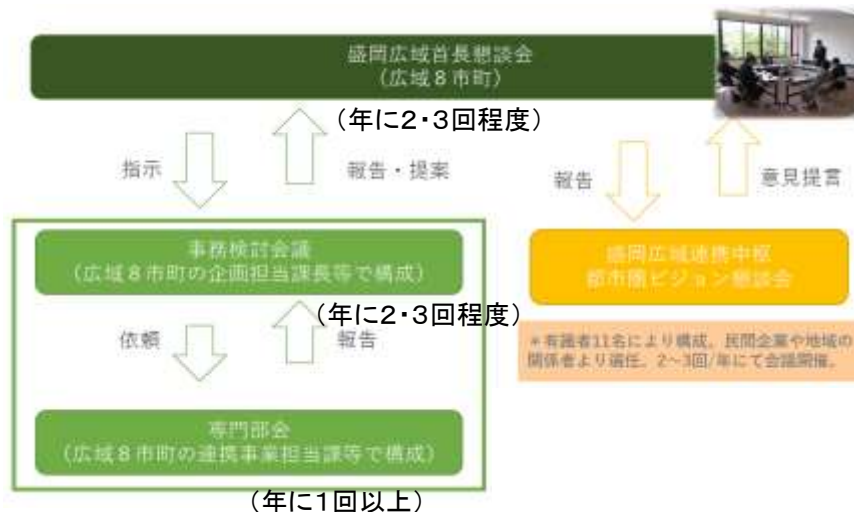 盛岡広域首長懇談会
(広域8市町)
(年に2・3回程度)
指示
報告・提案
報告
意見提言
事務検討会議
(広域8市町の企画担当課長等で構成)
盛岡広域連携中枢
都市圏ビジョン懇談会
(年に2・3回程度)
依頼
報告
*有識者11名により構成。民間企業や地域の
関係者より選任。2~3回/年にて会議開催。
専門部会
(広域8市町の連携事業担当課等で構成)
(年に1回以上)